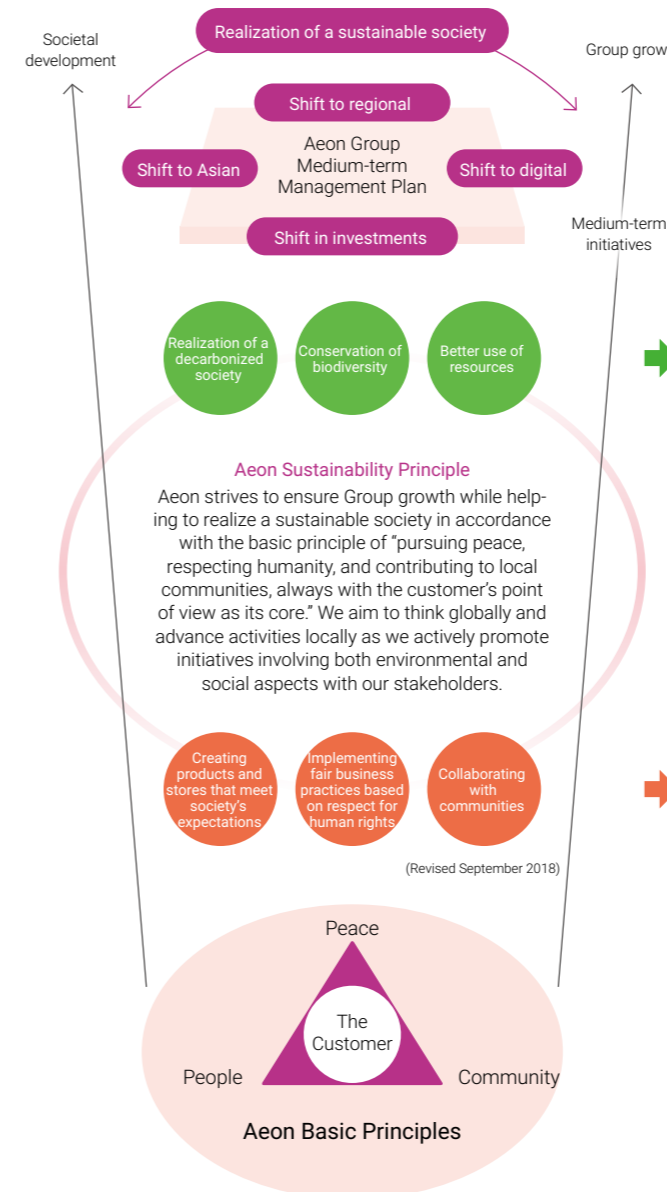 Realization of a sustainable society
Societal
development
Group grow
Shift to regional
Aeon Group
Medium-term
Management Plan
Shift to Asian
Shift to digital
Shift in investments
Medium-term
initiatives
Realization of a
decarbonized
society
Conservation of
biodiversity
Better use of
resources
Aeon Sustainability Principle
Aeon strives to ensure Group growth while help-
ing to realize a sustainable society in accordance
with the basic principle of “pursuing peace,
respecting humanity, and contributing to local
communities, always with the customer’s point
of view as its core.” We aim to think globally and
advance activities locally as we actively promote
initiatives involving both environmental and
social aspects with our stakeholders.
Creating
products and
stores that meet
society’s
expectations
Implementing
fair business
practices based
on respect for
human rights
Collaborating
with
communities
(Revised September 2018)
Peace
The
Customer
People
Community
Aeon Basic Principles